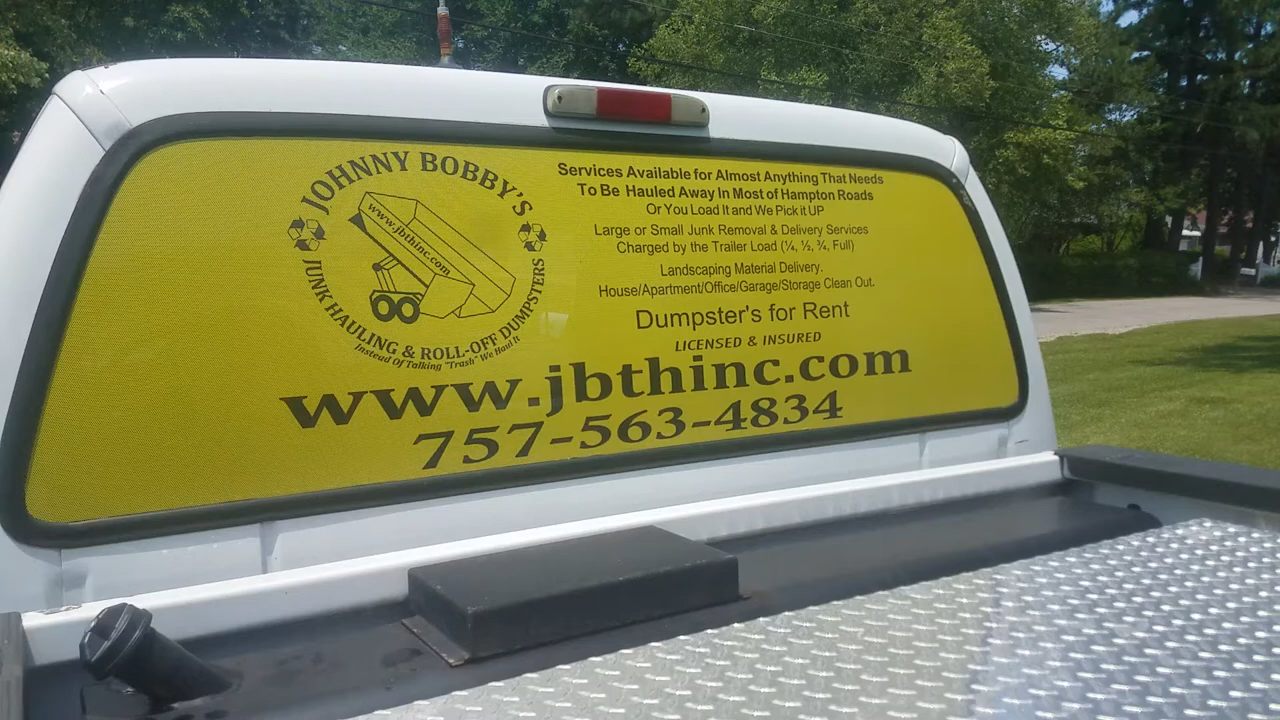 JOHNNY BOBBY'S
www.jbthinc.com
JUNK HAULING & ROLL-OFF DUMPSTERS
Instead Of Talking "Trash" We Haul It
Services Available for Almost Anything That Needs
To Be Hauled Away In Most of Hampton Roads
Or You Load It and We Pick it UP
Large or Small Junk Removal & Delivery Services
Charged by the Trailer Load (¼, ½, ¾, Full)
Landscaping Material Delivery.
House/Apartment/Office/Garage/Storage Clean Out.
Dumpster's for Rent
LICENSED & INSURED
www.jbthinc.com
757-563-4834